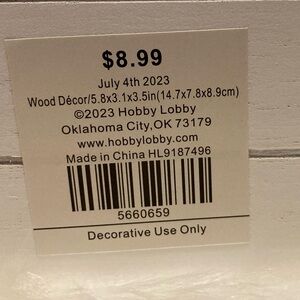 $8.99
July 4th 2023
Wood Décor/5.8x3.1x3.5in(14.7x7.8x8.9cm)
©2023 Hobby Lobby
Oklahoma City,OK 73179
www.hobbylobby.com
Made in China HL9187496
5660659
Decorative Use Only